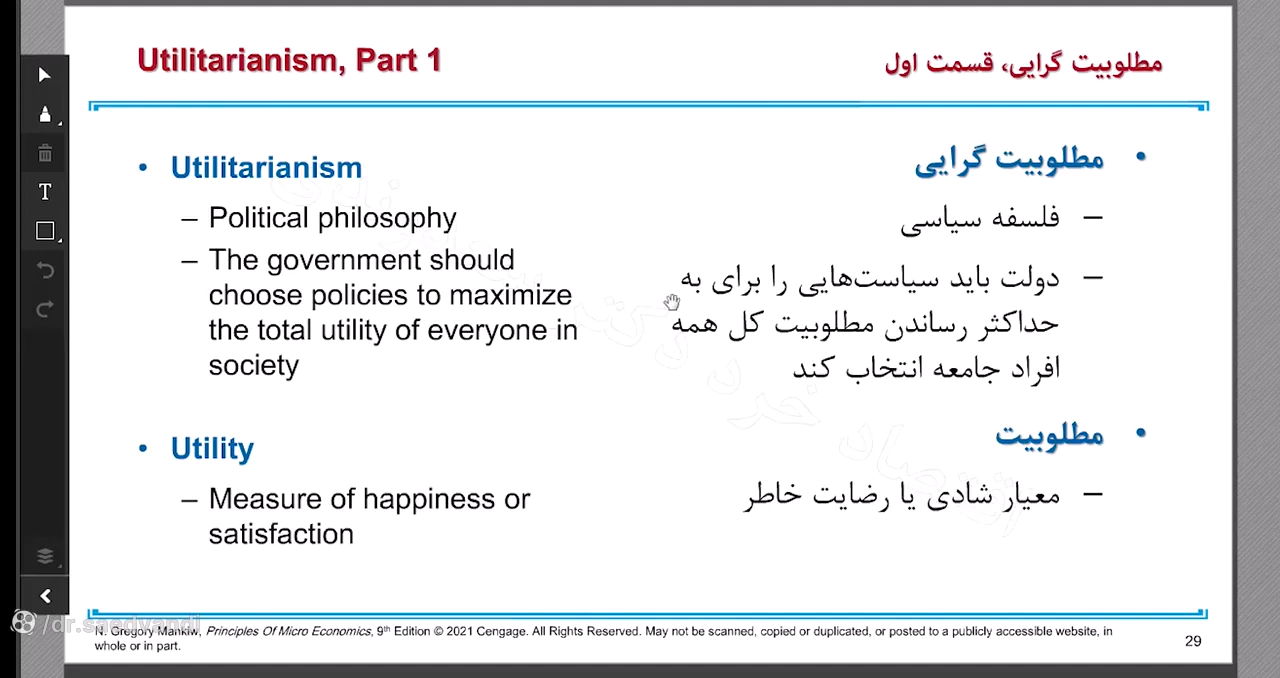 Utilitarianism, Part 1
مطلوبیت گرایی، قسمت اول
• Utilitarianism
– Political philosophy
– The government should
choose policies to maximize
the total utility of everyone in
society
• Utility
– Measure of happiness or
satisfaction
• مطلوبیت گرایی
– فلسفه سیاسی
– دولت باید سیاست‌هایی را برای به
حداکثر رساندن مطلوبیت کل همه
افراد جامعه انتخاب کند
• مطلوبیت
– معیار شادی یا رضایت خاطر
T
/dr.saedvandi
N. Gregory Mankiw, Principles Of Micro Economics, 9th Edition © 2021 Cengage. All Rights Reserved. May not be scanned, copied or duplicated, or posted to a publicly accessible website, in
whole or in part.
29